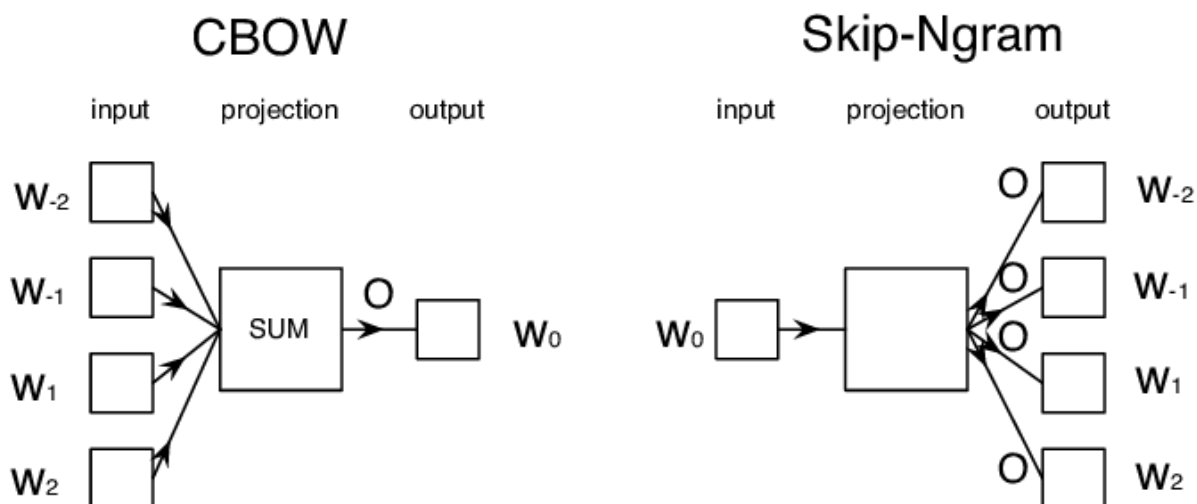 CBOW
input projection output
w-2
w-1
w1
w2
SUM
O
w0
Skip-Ngram
input projection output
w0
O
O
O
O
w-2
w-1
w1
w2